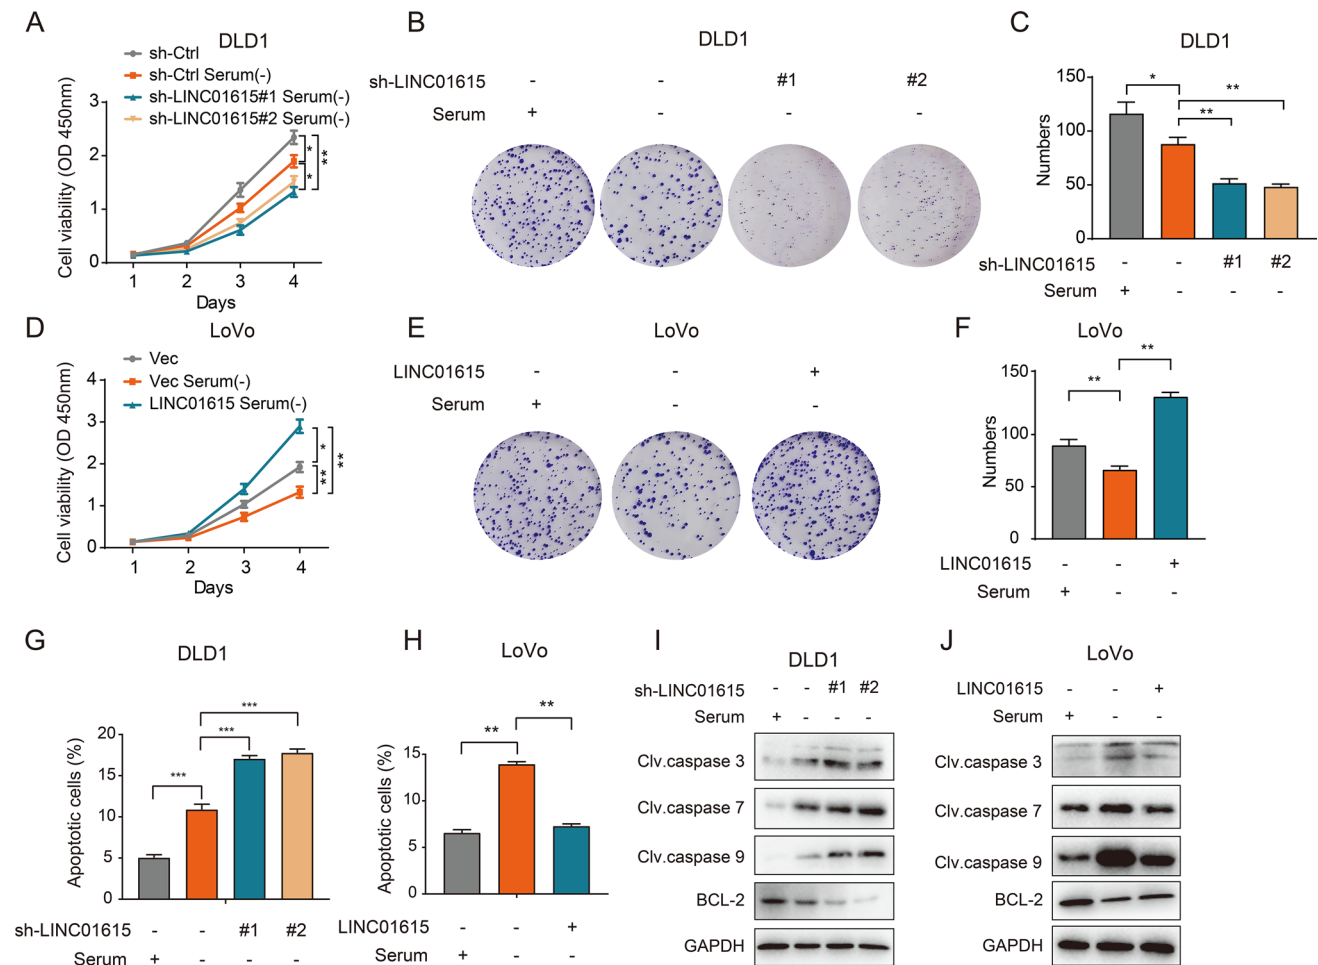 A
DLD1
sh-Ctrl
sh-Ctrl Serum(-)
sh-LINC01615#1 Serum(-)
sh-LINC01615#2 Serum(-)
Cell viability (OD 450nm)
3
2
1
0
* ** *
1 2 3 4
Days
B
DLD1
sh-LINC01615 - - #1 #2
Serum + - - -
C
DLD1
Numbers
150
100
50
0
* ** **
sh-LINC01615 - - #1 #2
Serum + - - -
D
LoVo
Vec
Vec Serum(-)
LINC01615 Serum(-)
Cell viability (OD 450nm)
4
3
2
1
0
* ** **
1 2 3 4
Days
E
LoVo
LINC01615 - - +
Serum + - -
F
LoVo
Numbers
150
100
50
0
** **
LINC01615 - - +
Serum + - -
G
DLD1
Apoptotic cells (%)
20
15
10
5
0
*** *** ***
sh-LINC01615 - - #1 #2
Serum + - - -
H
LoVo
Apoptotic cells (%)
15
10
5
0
** **
LINC01615 - - +
Serum + - -
I
DLD1
sh-LINC01615 - - #1 #2
Serum + - - -
Clv.caspase 3
Clv.caspase 7
Clv.caspase 9
BCL-2
GAPDH
J
LoVo
LINC01615 - - +
Serum + - -
Clv.caspase 3
Clv.caspase 7
Clv.caspase 9
BCL-2
GAPDH